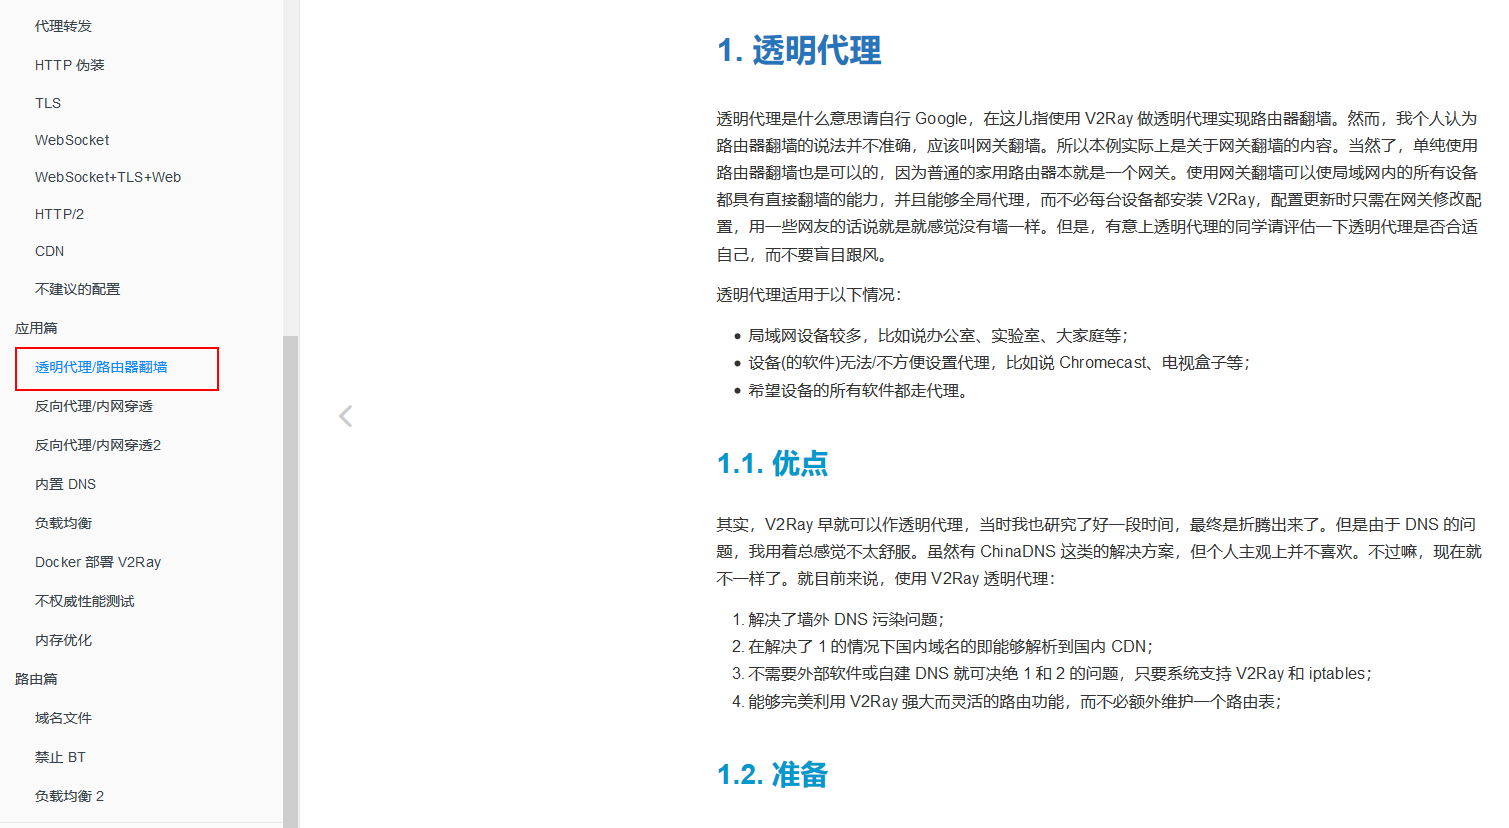 代理转发
HTTP 伪装
TLS
WebSocket
WebSocket+TLS+Web
HTTP/2
CDN
不建议的配置
应用篇
透明代理/路由器翻墙
反向代理/内网穿透
反向代理/内网穿透2
内置 DNS
负载均衡
Docker 部署 V2Ray
不权威性能测试
内存优化
路由篇
域名文件
禁止 BT
负载均衡 2
1. 透明代理
透明代理是什么意思请自行 Google，在这儿指使用 V2Ray 做透明代理实现路由器翻墙。然而，我个人认为
路由器翻墙的说法并不准确，应该叫网关翻墙。所以本例实际上是关于网关翻墙的内容。当然了，单纯使用
路由器翻墙也是可以的，因为普通的家用路由器本就是一个网关。使用网关翻墙可以使局域网内的所有设备
都具有直接翻墙的能力，并且能够全局代理，而不必每台设备都安装 V2Ray，配置更新时只需在网关修改配
置，用一些网友的话说就是就感觉没有墙一样。但是，有意上透明代理的同学请评估一下透明代理是否合适
自己，而不要盲目跟风。
透明代理适用于以下情况：
• 局域网设备较多，比如说办公室、实验室、大家庭等；
• 设备(的软件)无法/不方便设置代理，比如说 Chromecast、电视盒子等；
• 希望设备的所有软件都走代理。
1.1. 优点
其实，V2Ray 早就可以作透明代理，当时我也研究了好一段时间，最终是折腾出来了。但是由于 DNS 的问
题，我用着总感觉不太舒服。虽然有 ChinaDNS 这类的解决方案，但个人主观上并不喜欢。不过嘛，现在就
不一样了。就目前来说，使用 V2Ray 透明代理：
1. 解决了墙外 DNS 污染问题；
2. 在解决了 1 的情况下国内域名的即能够解析到国内 CDN；
3. 不需要外部软件或自建 DNS 就可决绝 1 和 2 的问题，只要系统支持 V2Ray 和 iptables；
4. 能够完美利用 V2Ray 强大而灵活的路由功能，而不必额外维护一个路由表；
1.2. 准备